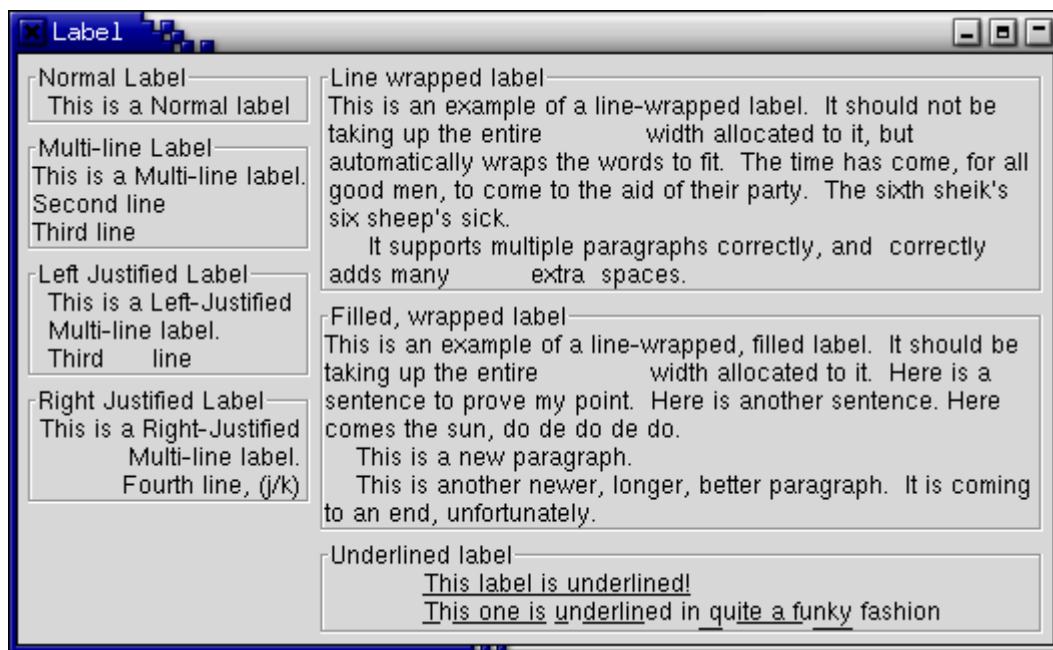 Label
Normal Label
This is a Normal label
Multi-line Label
This is a Multi-line label.
Second line
Third line
Left Justified Label
This is a Left-Justified
Multi-line label.
Third      line
Right Justified Label
This is a Right-Justified
Multi-line label.
Fourth line, (j/k)
Line wrapped label
This is an example of a line-wrapped label.  It should not be
taking up the entire             width allocated to it, but
automatically wraps the words to fit.  The time has come, for all
good men, to come to the aid of their party.  The sixth sheik's
six sheep's sick.
     It supports multiple paragraphs correctly, and  correctly
adds many          extra  spaces.
Filled, wrapped label
This is an example of a line-wrapped, filled label.  It should be
taking up the entire              width allocated to it.  Here is a
sentence to prove my point.  Here is another sentence. Here
comes the sun, do de do de do.
    This is a new paragraph.
    This is another newer, longer, better paragraph.  It is coming
to an end, unfortunately.
Underlined label
This label is underlined!
This one is underlined in quite a funky fashion